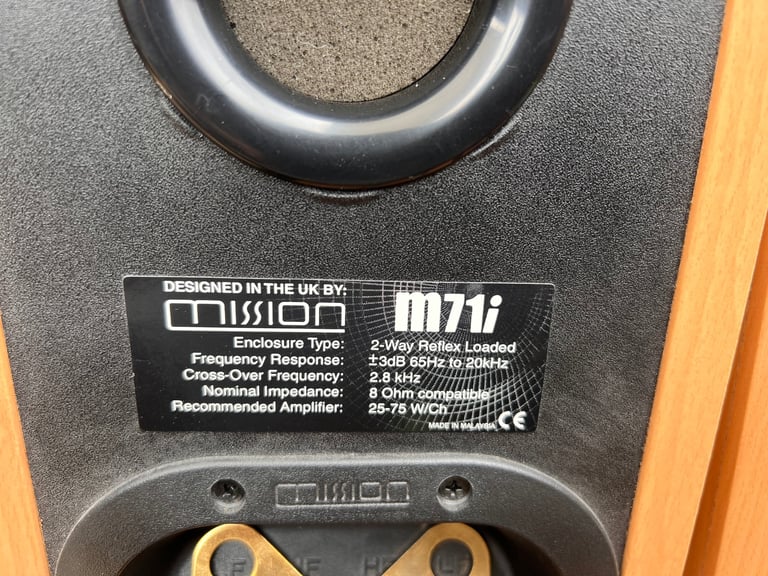 DESIGNED IN THE UK BY:
mission
m71i
Enclosure Type: 2-Way Reflex Loaded
Frequency Response: ±3dB 65Hz to 20kHz
Cross-Over Frequency: 2.8 kHz
Nominal Impedance: 8 Ohm compatible
Recommended Amplifier: 25-75 W/Ch
MADE IN MALAYSIA CE
mission